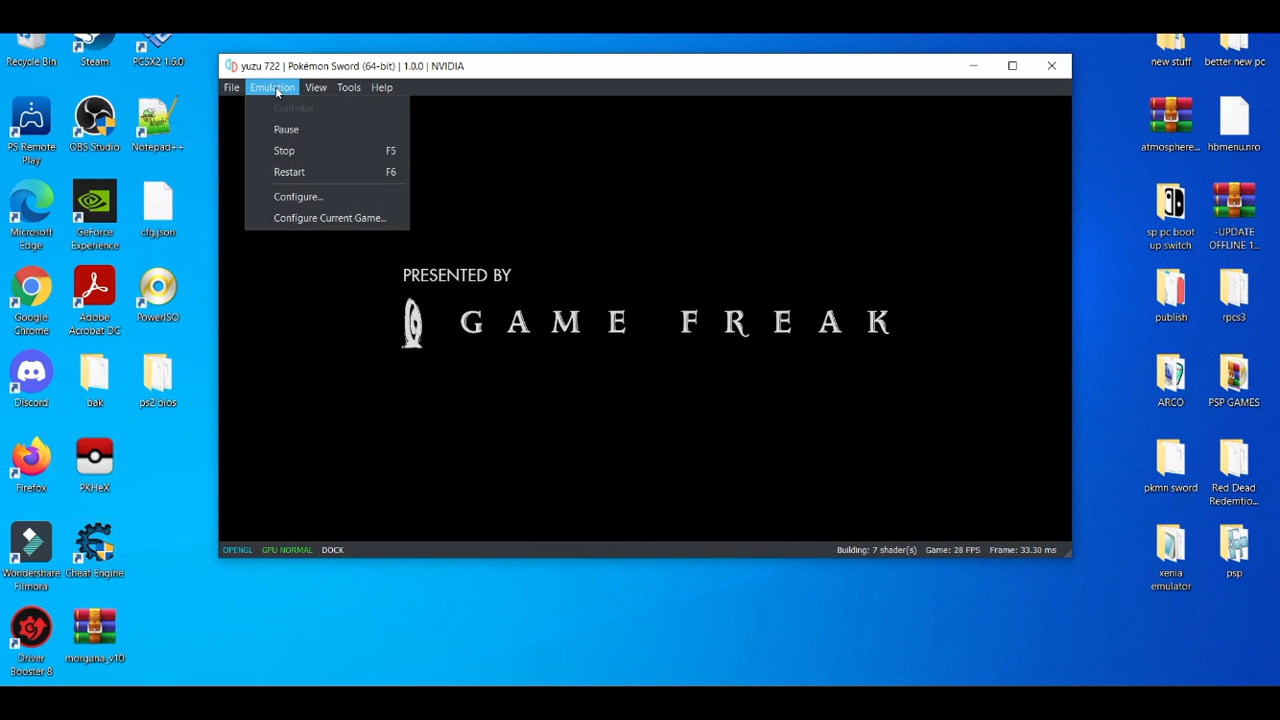 Recycle Bin
Steam
PCSX2 1.6.0
new stuff
better new pc
yuzu 722 | Pokémon Sword (64-bit) | 1.0.0 | NVIDIA
File Emulation View Tools Help
Continue
Pause
Stop F5
Restart F6
Configure...
Configure Current Game...
PRESENTED BY
GAME FREAK
OPENGL GPU NORMAL DOCK
Building: 7 shader(s) Game: 28 FPS Frame: 33.30 ms
PS Remote
Play
OBS Studio
Notepad++
atmosphere...
hbmenu.nro
Microsoft
Edge
GeForce
Experience
cfg.json
sp pc boot
up switch
-UPDATE
OFFLINE 1...
Google
Chrome
Adobe
Acrobat DC
PowerISO
publish
rpcs3
Discord
bak
ps2 bios
ARCO
PSP GAMES
Firefox
PKHeX
pkmn sword
Red Dead
Redemtio...
Wondershare
Filmora
Cheat Engine
xenia
emulator
psp
Driver
Booster 8
morgana_v10